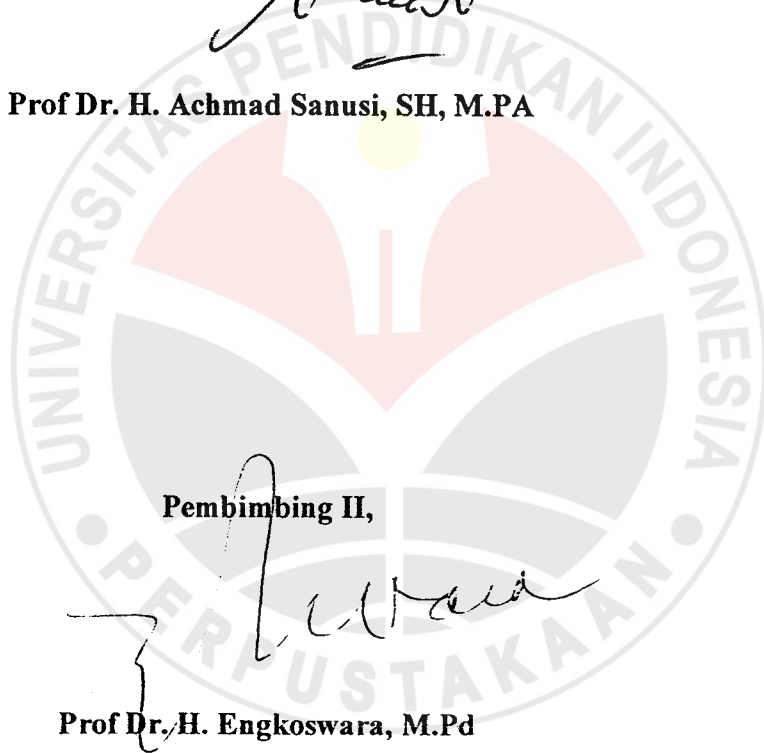 Prof Dr. H. Achmad Sanusi, SH, M.PA
UNIVERSITAS PENDIDIKAN INDONESIA
Pembimbing II,
PERPUSTAKAAN
Prof Dr. H. Engkoswara, M.Pd